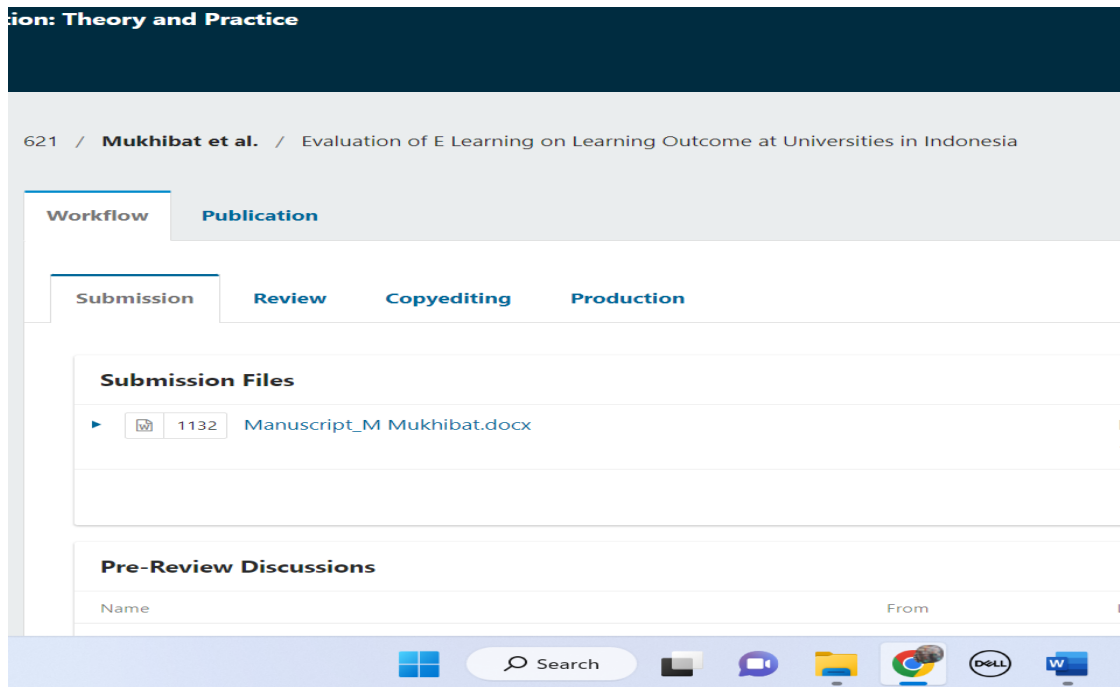 tion: Theory and Practice
621 / Mukhibat et al. / Evaluation of E Learning on Learning Outcome at Universities in Indonesia
Workflow Publication
Submission Review Copyediting Production
Submission Files
1132 Manuscript_M Mukhibat.docx
Pre-Review Discussions
Name From
Search
DELL
W